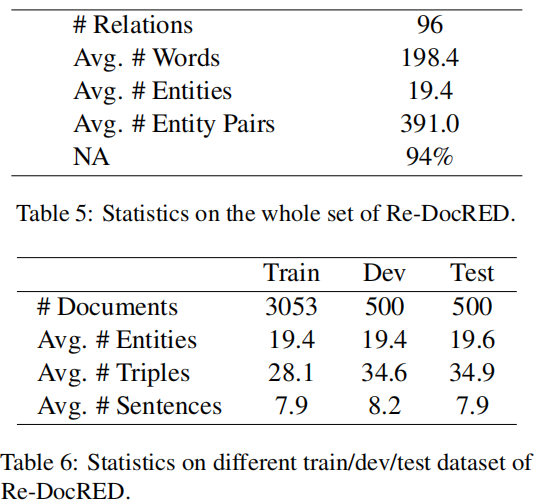 # Relations 96
Avg. # Words 198.4
Avg. # Entities 19.4
Avg. # Entity Pairs 391.0
NA 94%
Table 5: Statistics on the whole set of Re-DocRED.
Train Dev Test
# Documents 3053 500 500
Avg. # Entities 19.4 19.4 19.6
Avg. # Triples 28.1 34.6 34.9
Avg. # Sentences 7.9 8.2 7.9
Table 6: Statistics on different train/dev/test dataset of
Re-DocRED.